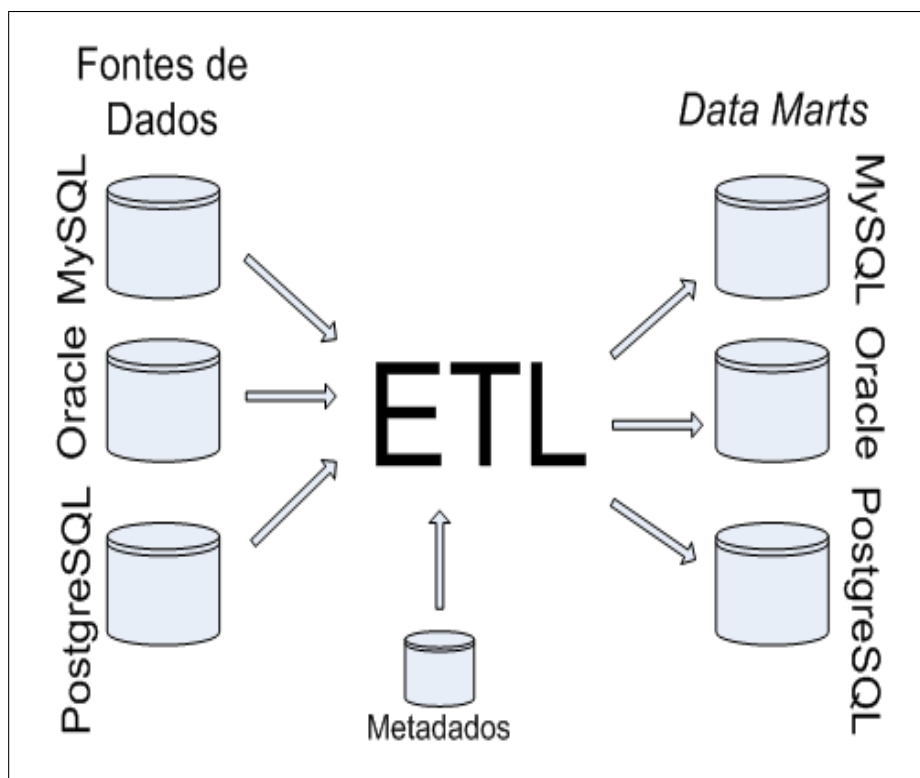 Fontes de
Dados
Data Marts
MySQL
Oracle
PostgreSQL
ETL
MySQL
Oracle
PostgreSQL
Metadados